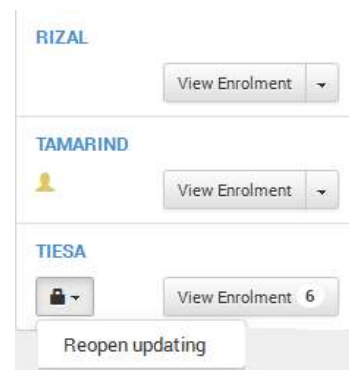 RIZAL
View Enrolment
TAMARIND
View Enrolment
TIESA
View Enrolment 6
Reopen updating